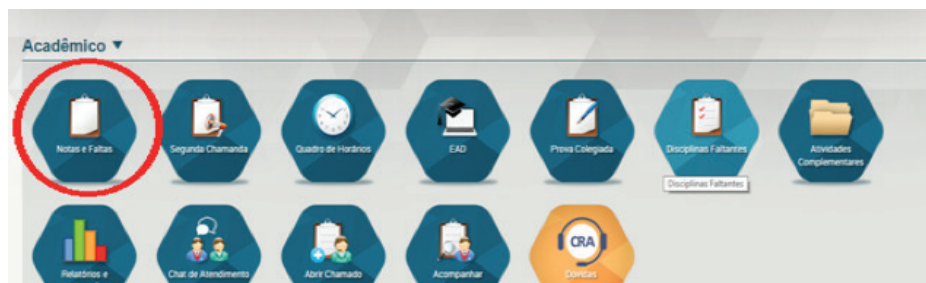 Acadêmico ▼
Notas e Faltas
Segunda Chamanda
Quadro de Horários
EAD
Prova Colegiada
Disciplinas Faltantes
Atividades
Complementares
Disciplinas Faltantes
Relatórios e
Chat de Atendimento
Abrir Chamado
Acompanhar
CRA
Dúvidas